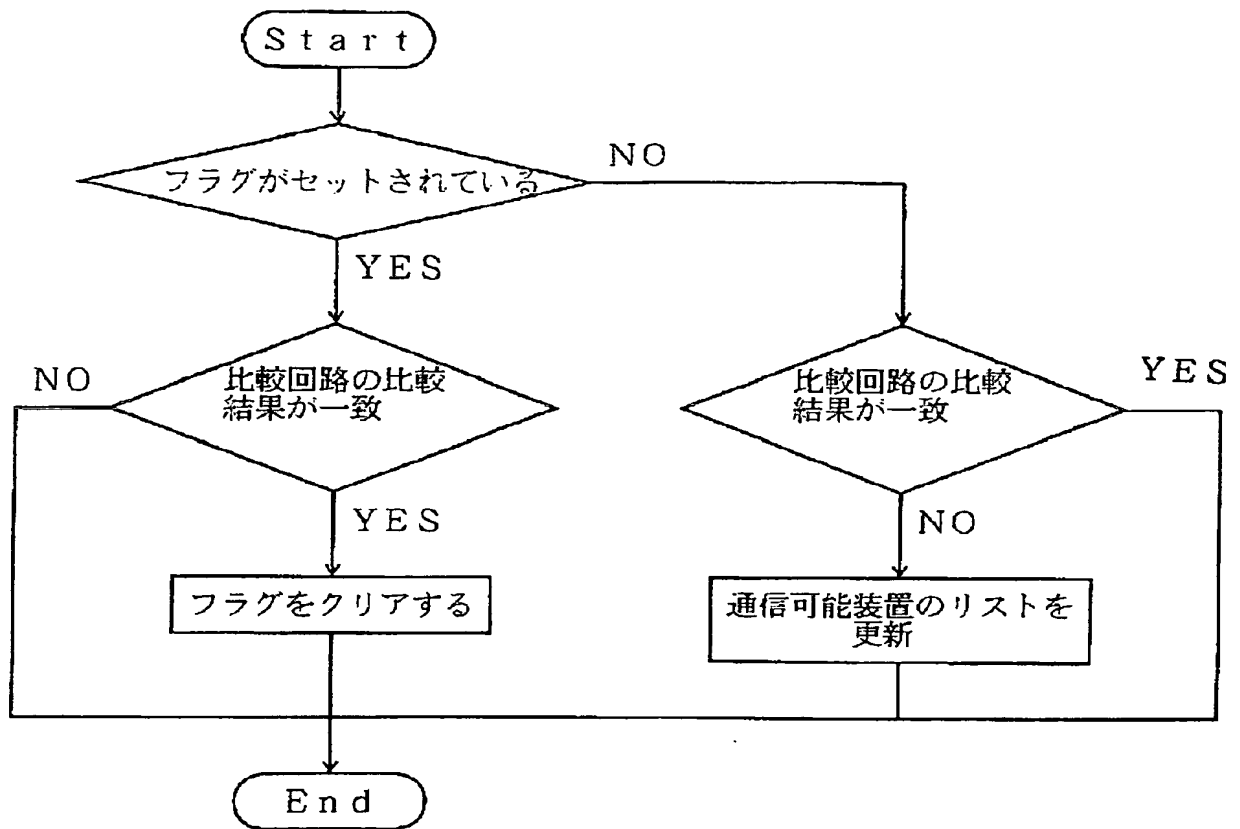 Start
フラグがセットされている
NO
YES
比較回路の比較
結果が一致
NO
YES
比較回路の比較
結果が一致
YES
NO
フラグをクリアする
通信可能装置のリストを
更新
End